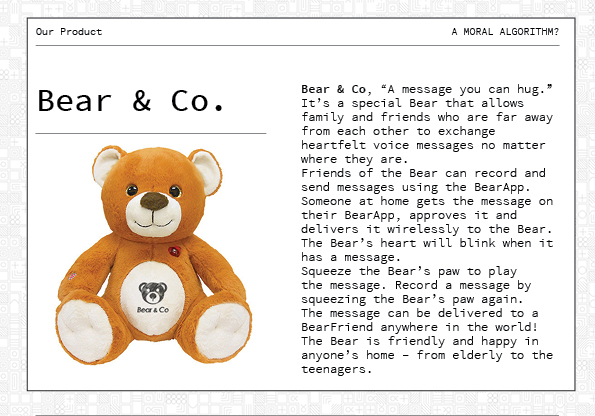 Our Product
A MORAL ALGORITHM?
Bear & Co.
Bear & Co
Bear & Co, “A message you can hug.”
It’s a special Bear that allows
family and friends who are far away
from each other to exchange
heartfelt voice messages no matter
where they are.
Friends of the Bear can record and
send messages using the BearApp.
Someone at home gets the message on
their BearApp, approves it and
delivers it wirelessly to the Bear.
The Bear’s heart will blink when it
has a message.
Squeeze the Bear’s paw to play
the message. Record a message by
squeezing the Bear’s paw again.
The message can be delivered to a
BearFriend anywhere in the world!
The Bear is friendly and happy in
anyone’s home – from elderly to the
teenagers.